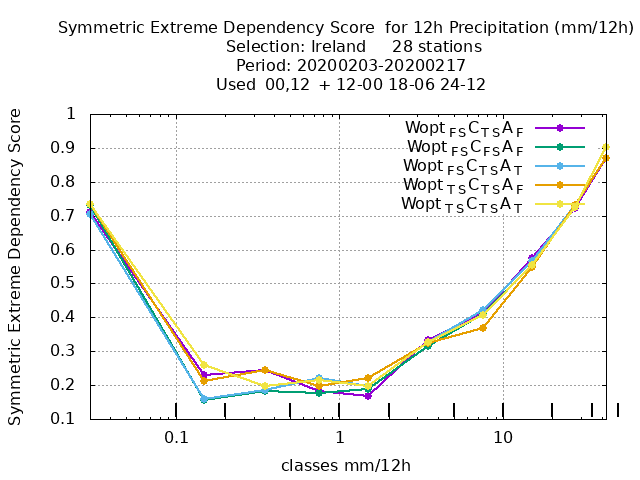 Symmetric Extreme Dependency Score  for 12h Precipitation (mm/12h)
Selection: Ireland     28 stations
Period: 20200203-20200217
Used  00,12  + 12-00 18-06 24-12
Symmetric Extreme Dependency Score
1
0.9
0.8
0.7
0.6
0.5
0.4
0.3
0.2
0.1
Wopt FS C TS A F
Wopt FS C FS A F
Wopt FS C TS A T
Wopt TS C TS A F
Wopt TS C TS A T
0.1 1 10
classes mm/12h